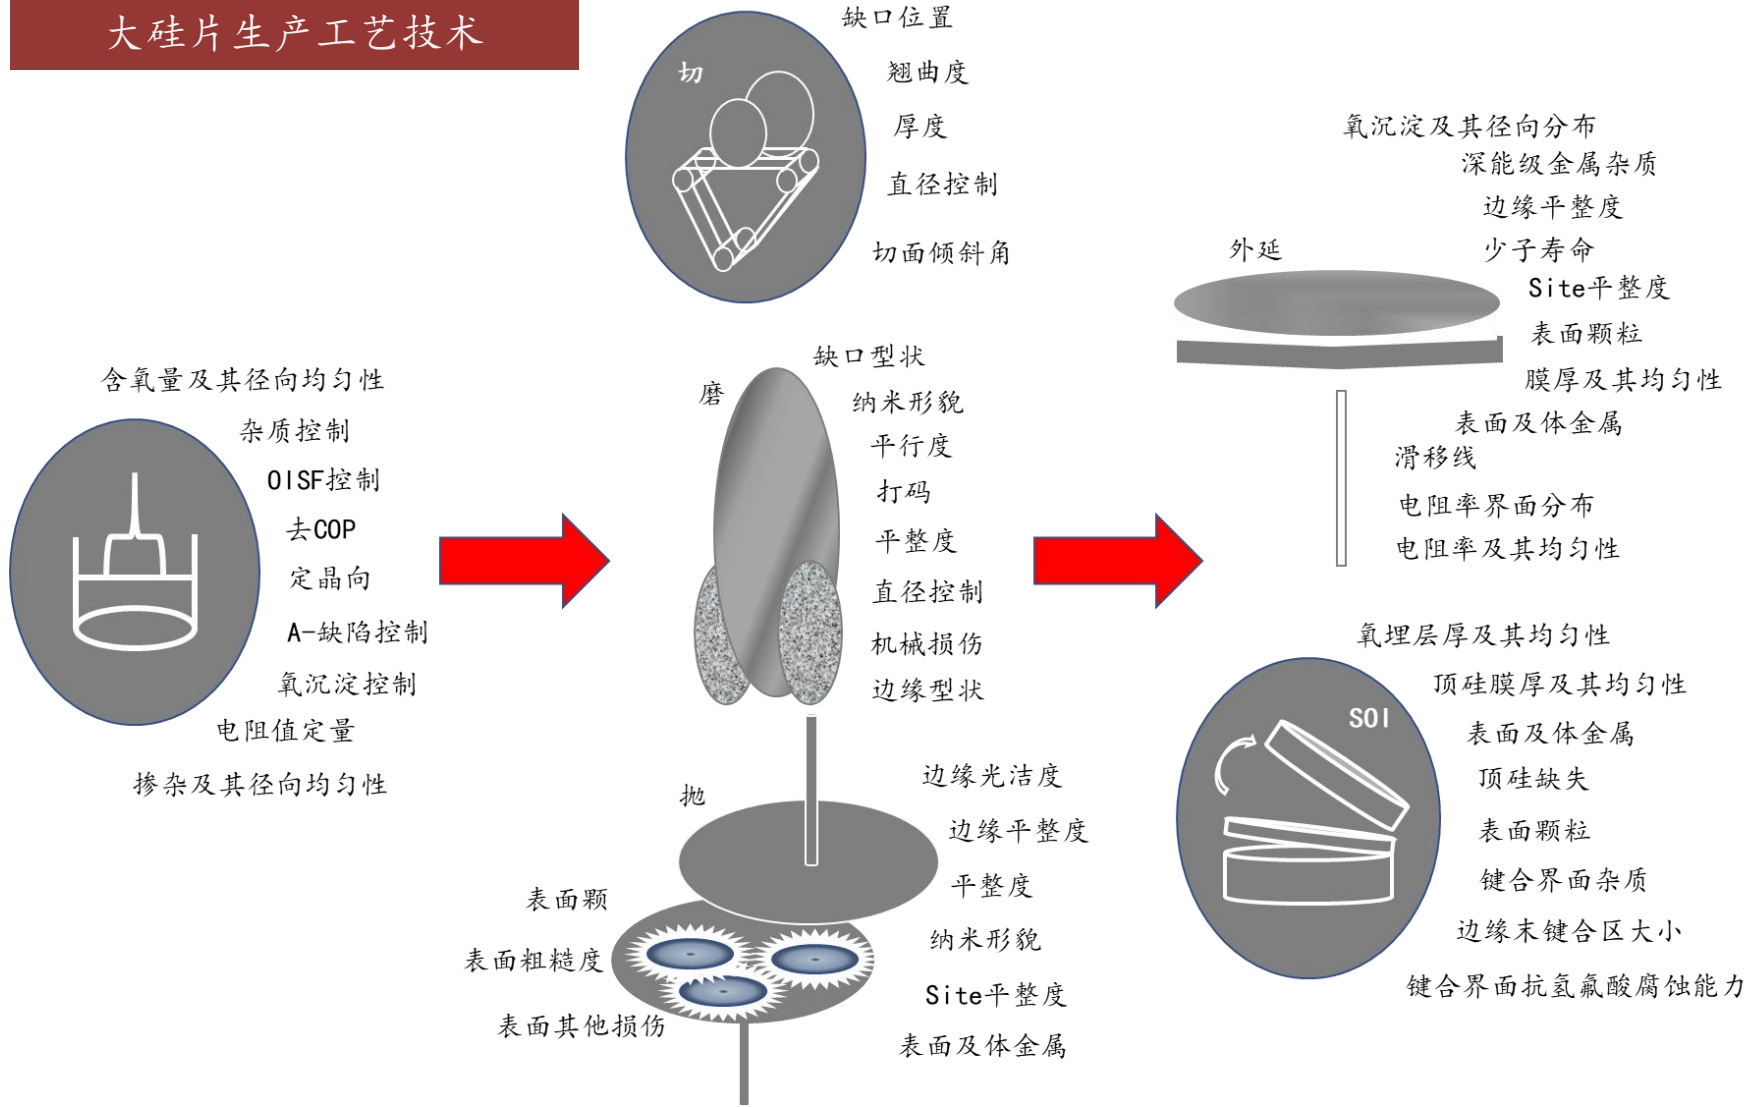 大硅片生产工艺技术
含氧量及其径向均匀性
杂质控制
OISF控制
去COP
定晶向
A-缺陷控制
氧沉淀控制
电阻值定量
掺杂及其径向均匀性
切
缺口位置
翘曲度
厚度
直径控制
切面倾斜角
磨
缺口型状
纳米形貌
平行度
打码
平整度
直径控制
机械损伤
边缘型状
抛
边缘光洁度
边缘平整度
平整度
纳米形貌
Site平整度
表面及体金属
表面颗
表面粗糙度
表面其他损伤
外延
氧沉淀及其径向分布
深能级金属杂质
边缘平整度
少子寿命
Site平整度
表面颗粒
膜厚及其均匀性
表面及体金属
滑移线
电阻率界面分布
电阻率及其均匀性
SOI
氧埋层厚及其均匀性
顶硅膜厚及其均匀性
表面及体金属
顶硅缺失
表面颗粒
键合界面杂质
边缘末键合区大小
键合界面抗氢氟酸腐蚀能力